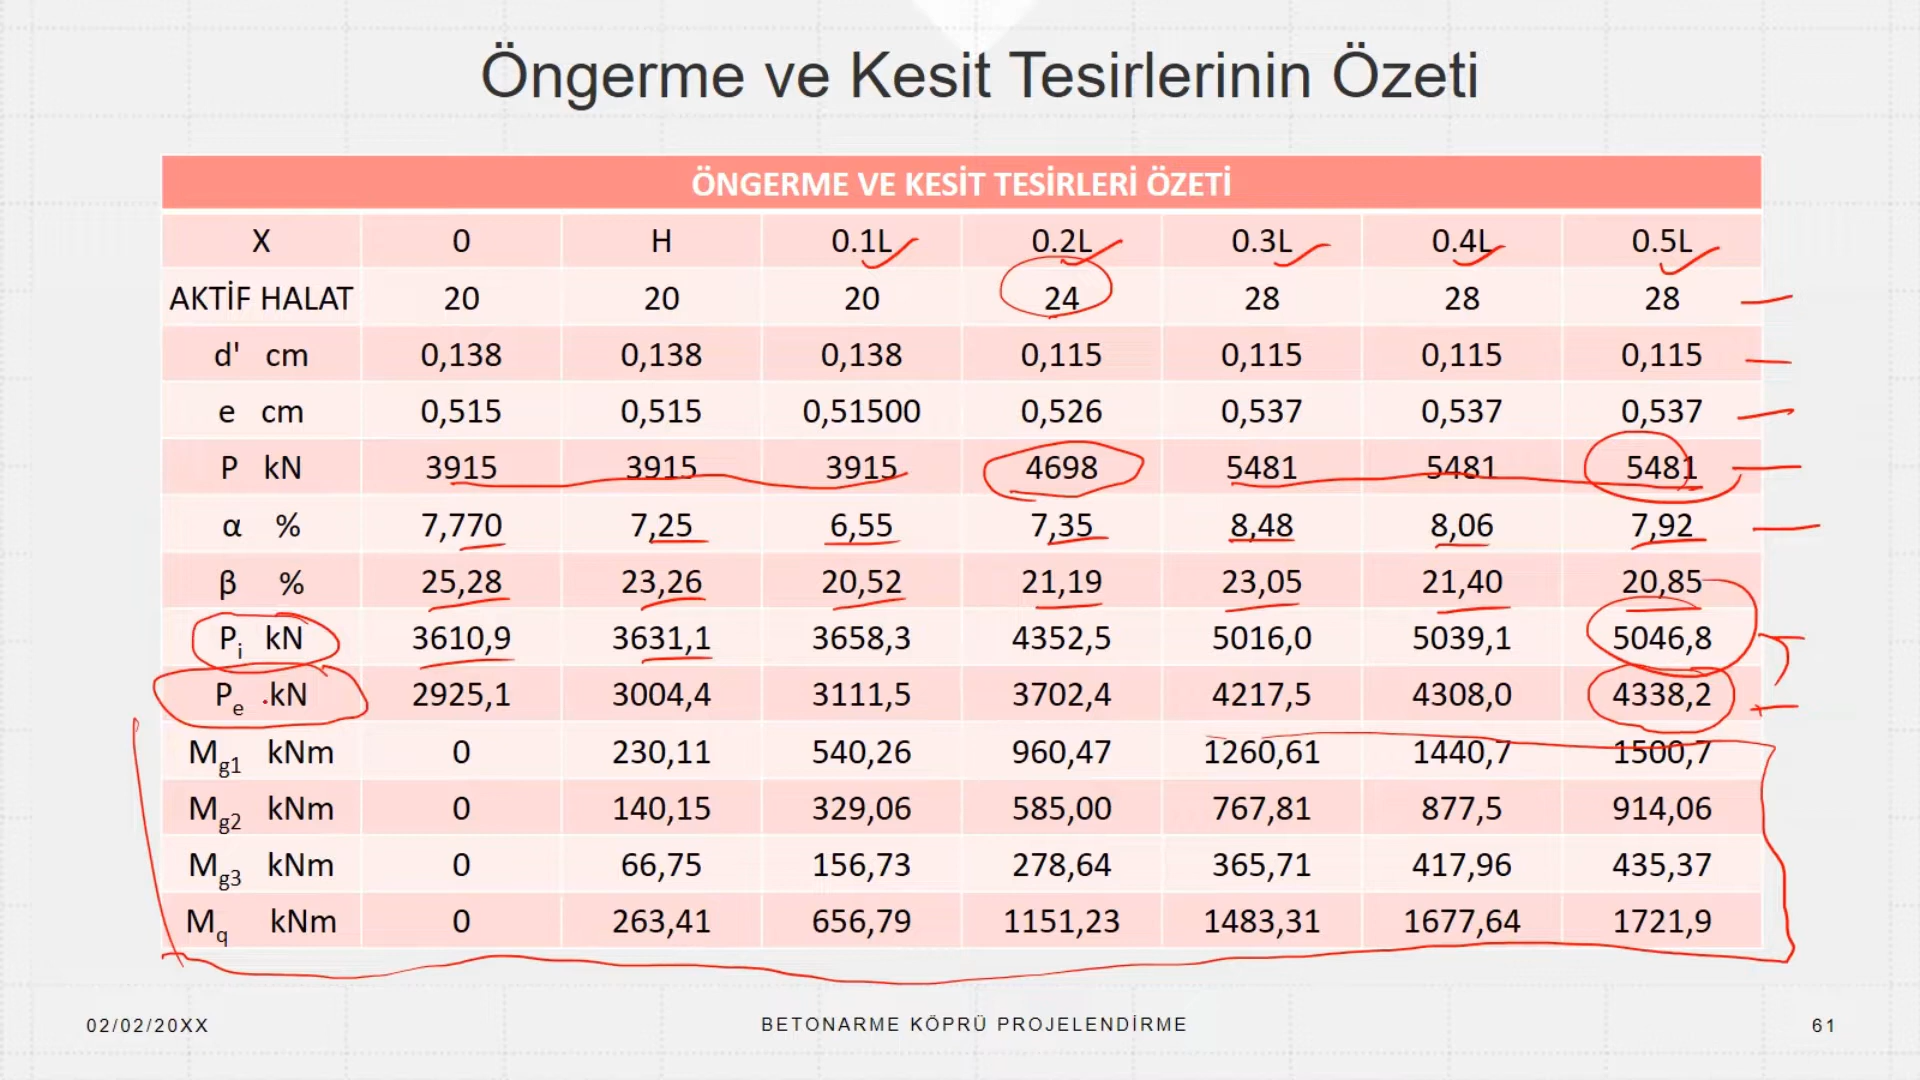 Öngerme ve Kesit Tesirlerinin Özeti
ÖNGERME VE KESİT TESİRLERİ ÖZETİ
X 0 H 0.1L 0.2L 0.3L 0.4L 0.5L
AKTİF HALAT 20 20 20 24 28 28 28
d' cm 0,138 0,138 0,138 0,115 0,115 0,115 0,115
e cm 0,515 0,515 0,51500 0,526 0,537 0,537 0,537
P kN 3915 3915 3915 4698 5481 5481 5481
α % 7,770 7,25 6,55 7,35 8,48 8,06 7,92
β % 25,28 23,26 20,52 21,19 23,05 21,40 20,85
Pi kN 3610,9 3631,1 3658,3 4352,5 5016,0 5039,1 5046,8
Pe kN 2925,1 3004,4 3111,5 3702,4 4217,5 4308,0 4338,2
Mg1 kNm 0 230,11 540,26 960,47 1260,61 1440,7 1500,7
Mg2 kNm 0 140,15 329,06 585,00 767,81 877,5 914,06
Mg3 kNm 0 66,75 156,73 278,64 365,71 417,96 435,37
Mq kNm 0 263,41 656,79 1151,23 1483,31 1677,64 1721,9
02/02/20XX BETONARME KÖPRÜ PROJELENDİRME 61